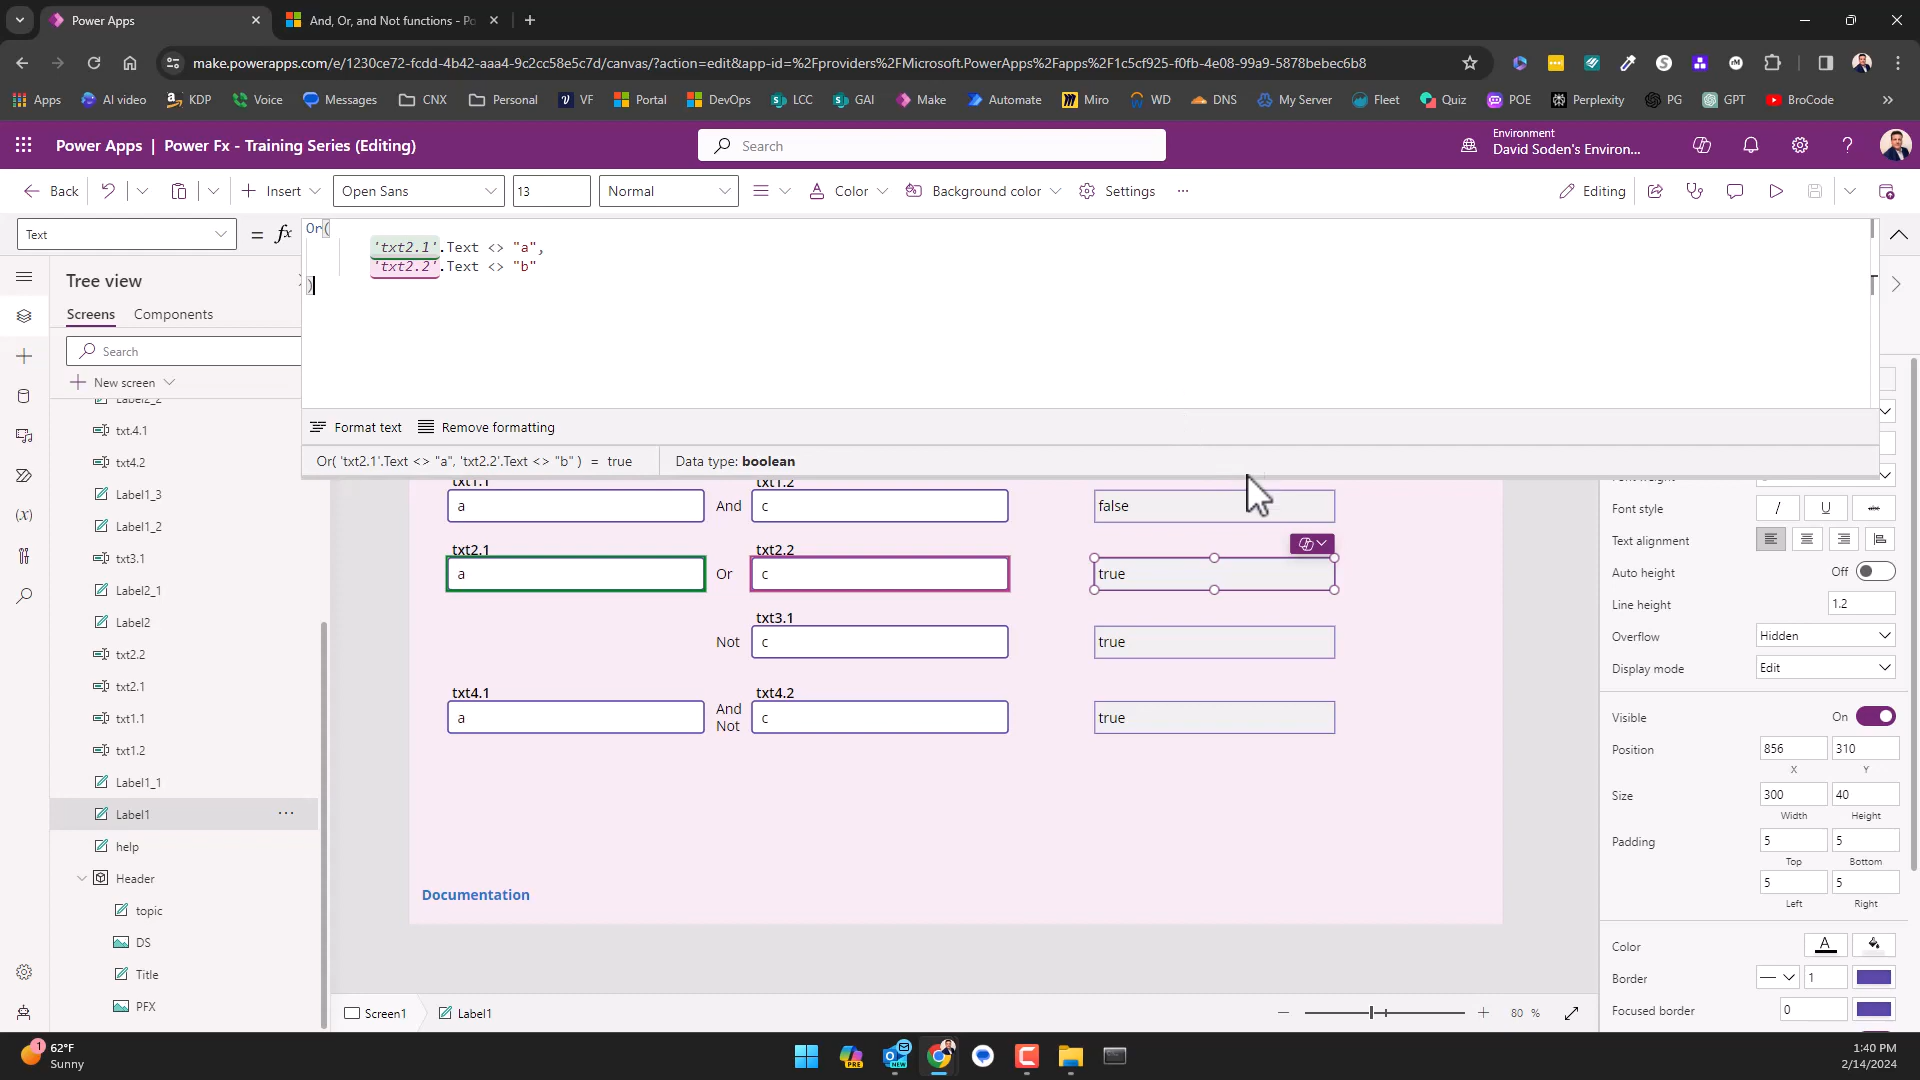 Power Apps
And, Or, and Not functions - Po
make.powerapps.com/e/1230ce72-fcdd-4b42-aaa4-9c2cc58e5c7d/canvas/?action=edit&app-id=%2Fproviders%2FMicrosoft.PowerApps%2Fapps%2F1c5cf925-f0fb-4e08-99a9-5878bebec6b8
Apps AI video KDP Voice Messages CNX Personal VF Portal DevOps LCC GAI Make Automate Miro WD DNS My Server Fleet Quiz POE Perplexity PG GPT BroCode
Power Apps | Power Fx - Training Series (Editing)
Search
Environment
David Soden's Environ...
Back Insert Open Sans 13 Normal Color Background color Settings Editing
Text = fx
Or(
'txt2.1'.Text <> "a",
'txt2.2'.Text <> "b"
)
Format text Remove formatting
Or( 'txt2.1'.Text <> "a", 'txt2.2'.Text <> "b" ) = true Data type: boolean
Tree view
Screens Components
Search
New screen
Label2_2
txt.4.1
txt4.2
Label1_3
Label1_2
txt3.1
Label2_1
Label2
txt2.2
txt2.1
txt1.1
txt1.2
Label1_1
Label1 ...
help
Header
topic
DS
Title
PFX
txt1.1 txt1.2
a And c false
txt2.1 txt2.2
a Or c true
txt3.1
Not c true
txt4.1 txt4.2
a And Not c true
Documentation
Font style
Text alignment
Auto height Off
Line height 1.2
Overflow Hidden
Display mode Edit
Visible On
Position 856 310
X Y
Size 300 40
Width Height
Padding 5 5
Top Bottom
5 5
Left Right
Color
Border 1
Focused border 0
Screen1 Label1
80 %
1
62°F
Sunny
PRE
NEW
1:40 PM
2/14/2024